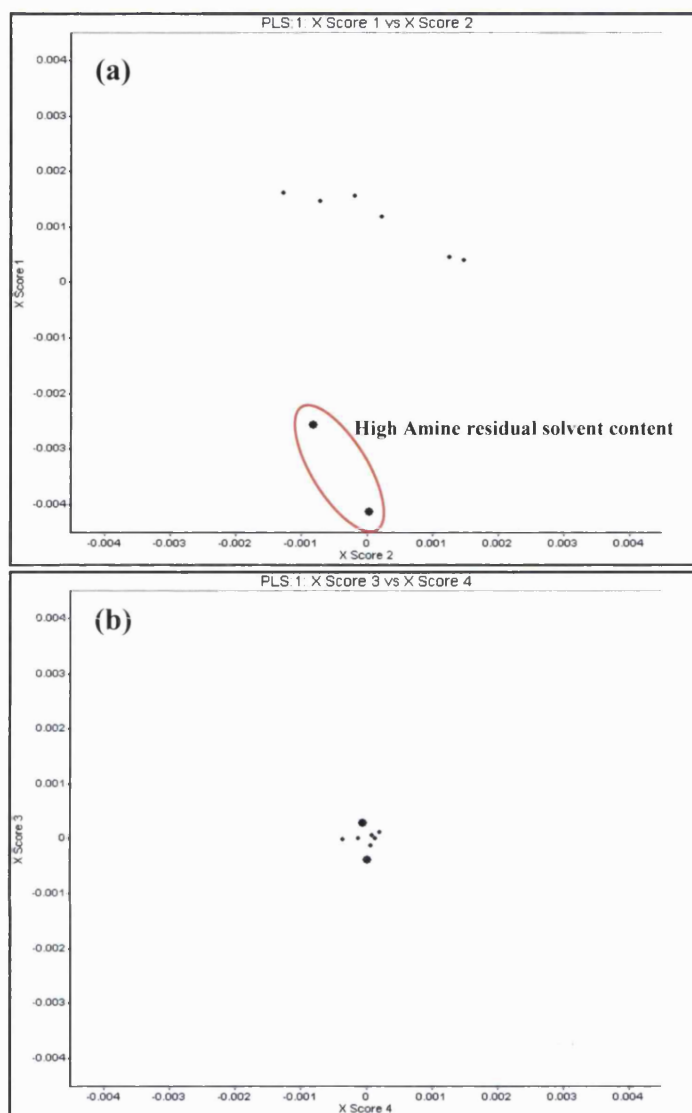 PLS:1: X Score 1 vs X Score 2
(a)
0.004
0.003
0.002
0.001
0
-0.001
-0.002
-0.003
-0.004
X Score 1
High Amine residual solvent content
-0.004 -0.003 -0.002 -0.001 0 0.001 0.002 0.003 0.004
X Score 2
PLS:1: X Score 3 vs X Score 4
(b)
0.004
0.003
0.002
0.001
0
-0.001
-0.002
-0.003
-0.004
X Score 3
-0.004 -0.003 -0.002 -0.001 0 0.001 0.002 0.003 0.004
X Score 4